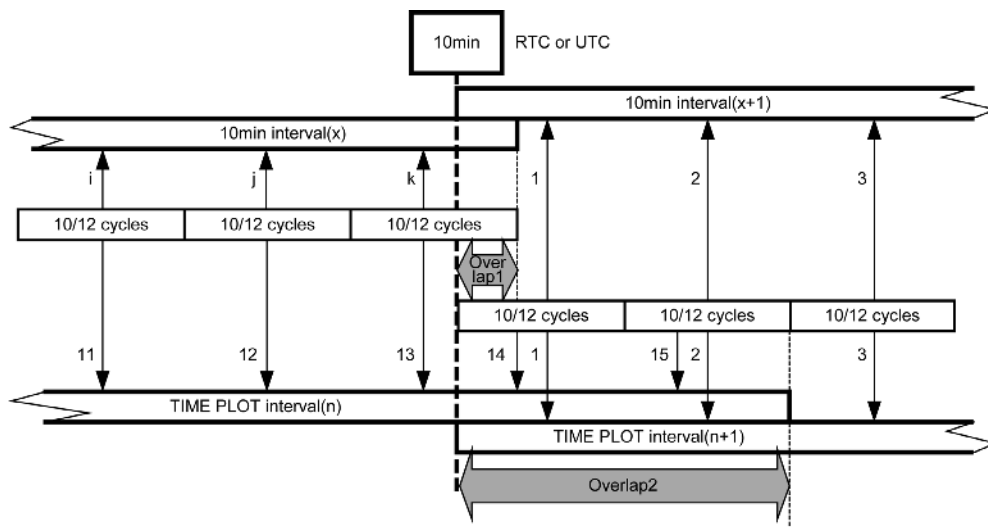 10min RTC or UTC
10min interval(x+1)
10min interval(x)
i j k 1 2 3
10/12 cycles 10/12 cycles 10/12 cycles
Over
lap1
10/12 cycles 10/12 cycles 10/12 cycles
11 12 13 14 1 15 2 3
TIME PLOT interval(n)
TIME PLOT interval(n+1)
Overlap2